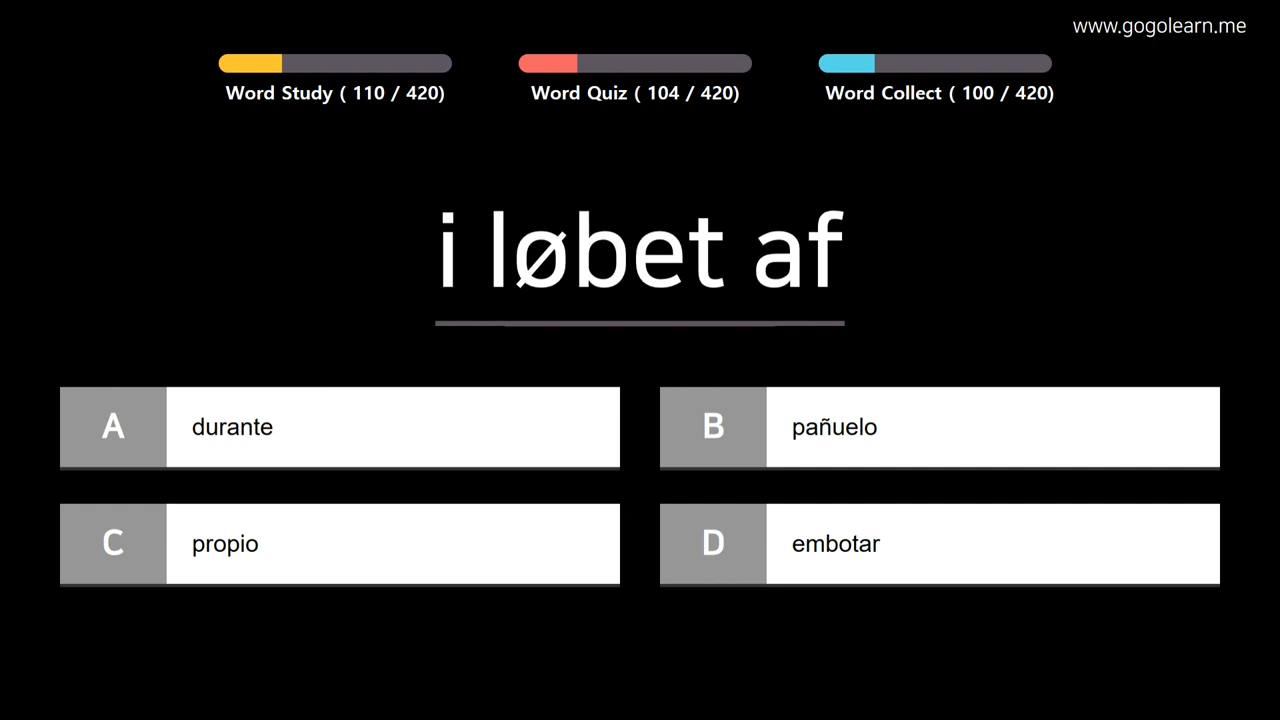 www.gogolearn.me
Word Study ( 110 / 420)
Word Quiz ( 104 / 420)
Word Collect ( 100 / 420)
i løbet af
A durante
B pañuelo
C propio
D embotar